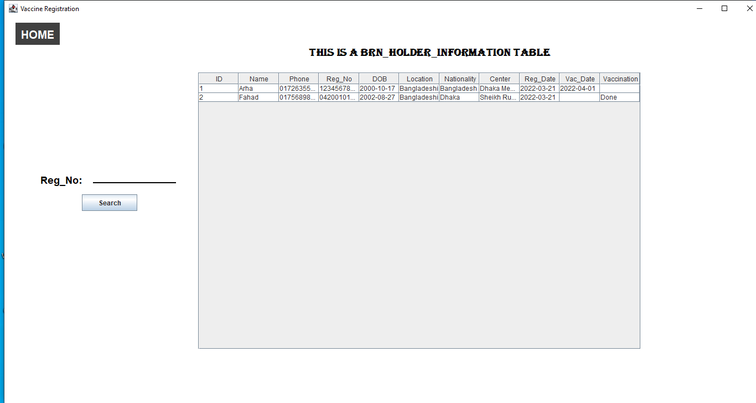 Vaccine Registration
HOME
THIS IS A BRN_HOLDER_INFORMATION TABLE
ID Name Phone Reg_No DOB Location Nationality Center Reg_Date Vac_Date Vaccination
1 Arha 01726355... 12345678... 2000-10-17 Bangladeshi Bangladesh Dhaka Me... 2022-03-21 2022-04-01
2 Fahad 01756898... 04200101... 2002-08-27 Bangladeshi Dhaka Sheikh Ru... 2022-03-21 Done
Reg_No:
Search